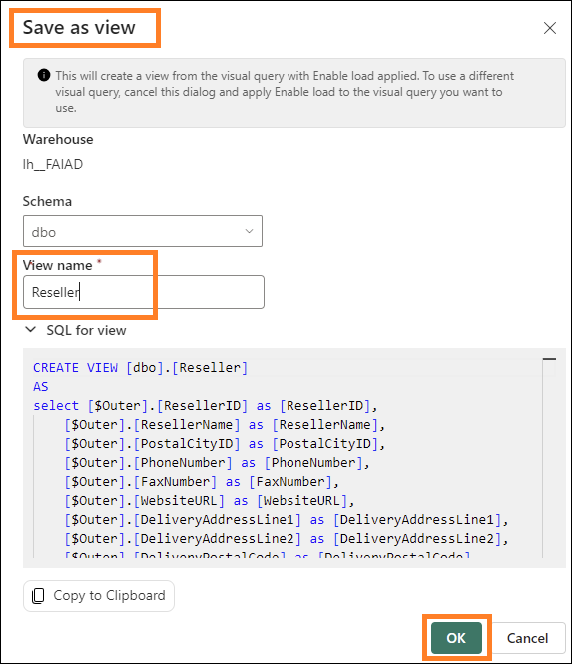 Save as view
This will create a view from the visual query with Enable load applied. To use a different
visual query, cancel this dialog and apply Enable load to the visual query you want to
use.
Warehouse
lh__FAIAD
Schema
dbo
View name *
Reseller
SQL for view
CREATE VIEW [dbo].[Reseller]
AS
select [$Outer].[ResellerID] as [ResellerID],
[$Outer].[ResellerName] as [ResellerName],
[$Outer].[PostalCityID] as [PostalCityID],
[$Outer].[PhoneNumber] as [PhoneNumber],
[$Outer].[FaxNumber] as [FaxNumber],
[$Outer].[WebsiteURL] as [WebsiteURL],
[$Outer].[DeliveryAddressLine1] as [DeliveryAddressLine1],
[$Outer].[DeliveryAddressLine2] as [DeliveryAddressLine2],
[$Outer].[DeliveryPostalCode] as [DeliveryPostalCode]
Copy to Clipboard
OK
Cancel